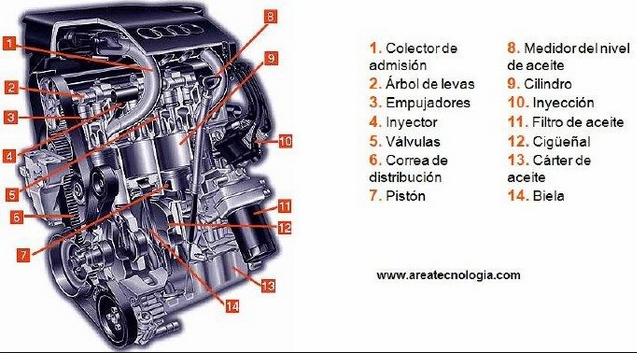 1
2
3
4
5
6
7
8
9
10
11
12
13
14
1. Colector de
admisión
2. Árbol de levas
3. Empujadores
4. Inyector
5. Válvulas
6. Correa de
distribución
7. Pistón
8. Medidor del nivel
de aceite
9. Cilindro
10. Inyección
11. Filtro de aceite
12. Cigüeñal
13. Cárter de
aceite
14. Biela
www.areatecnologia.com